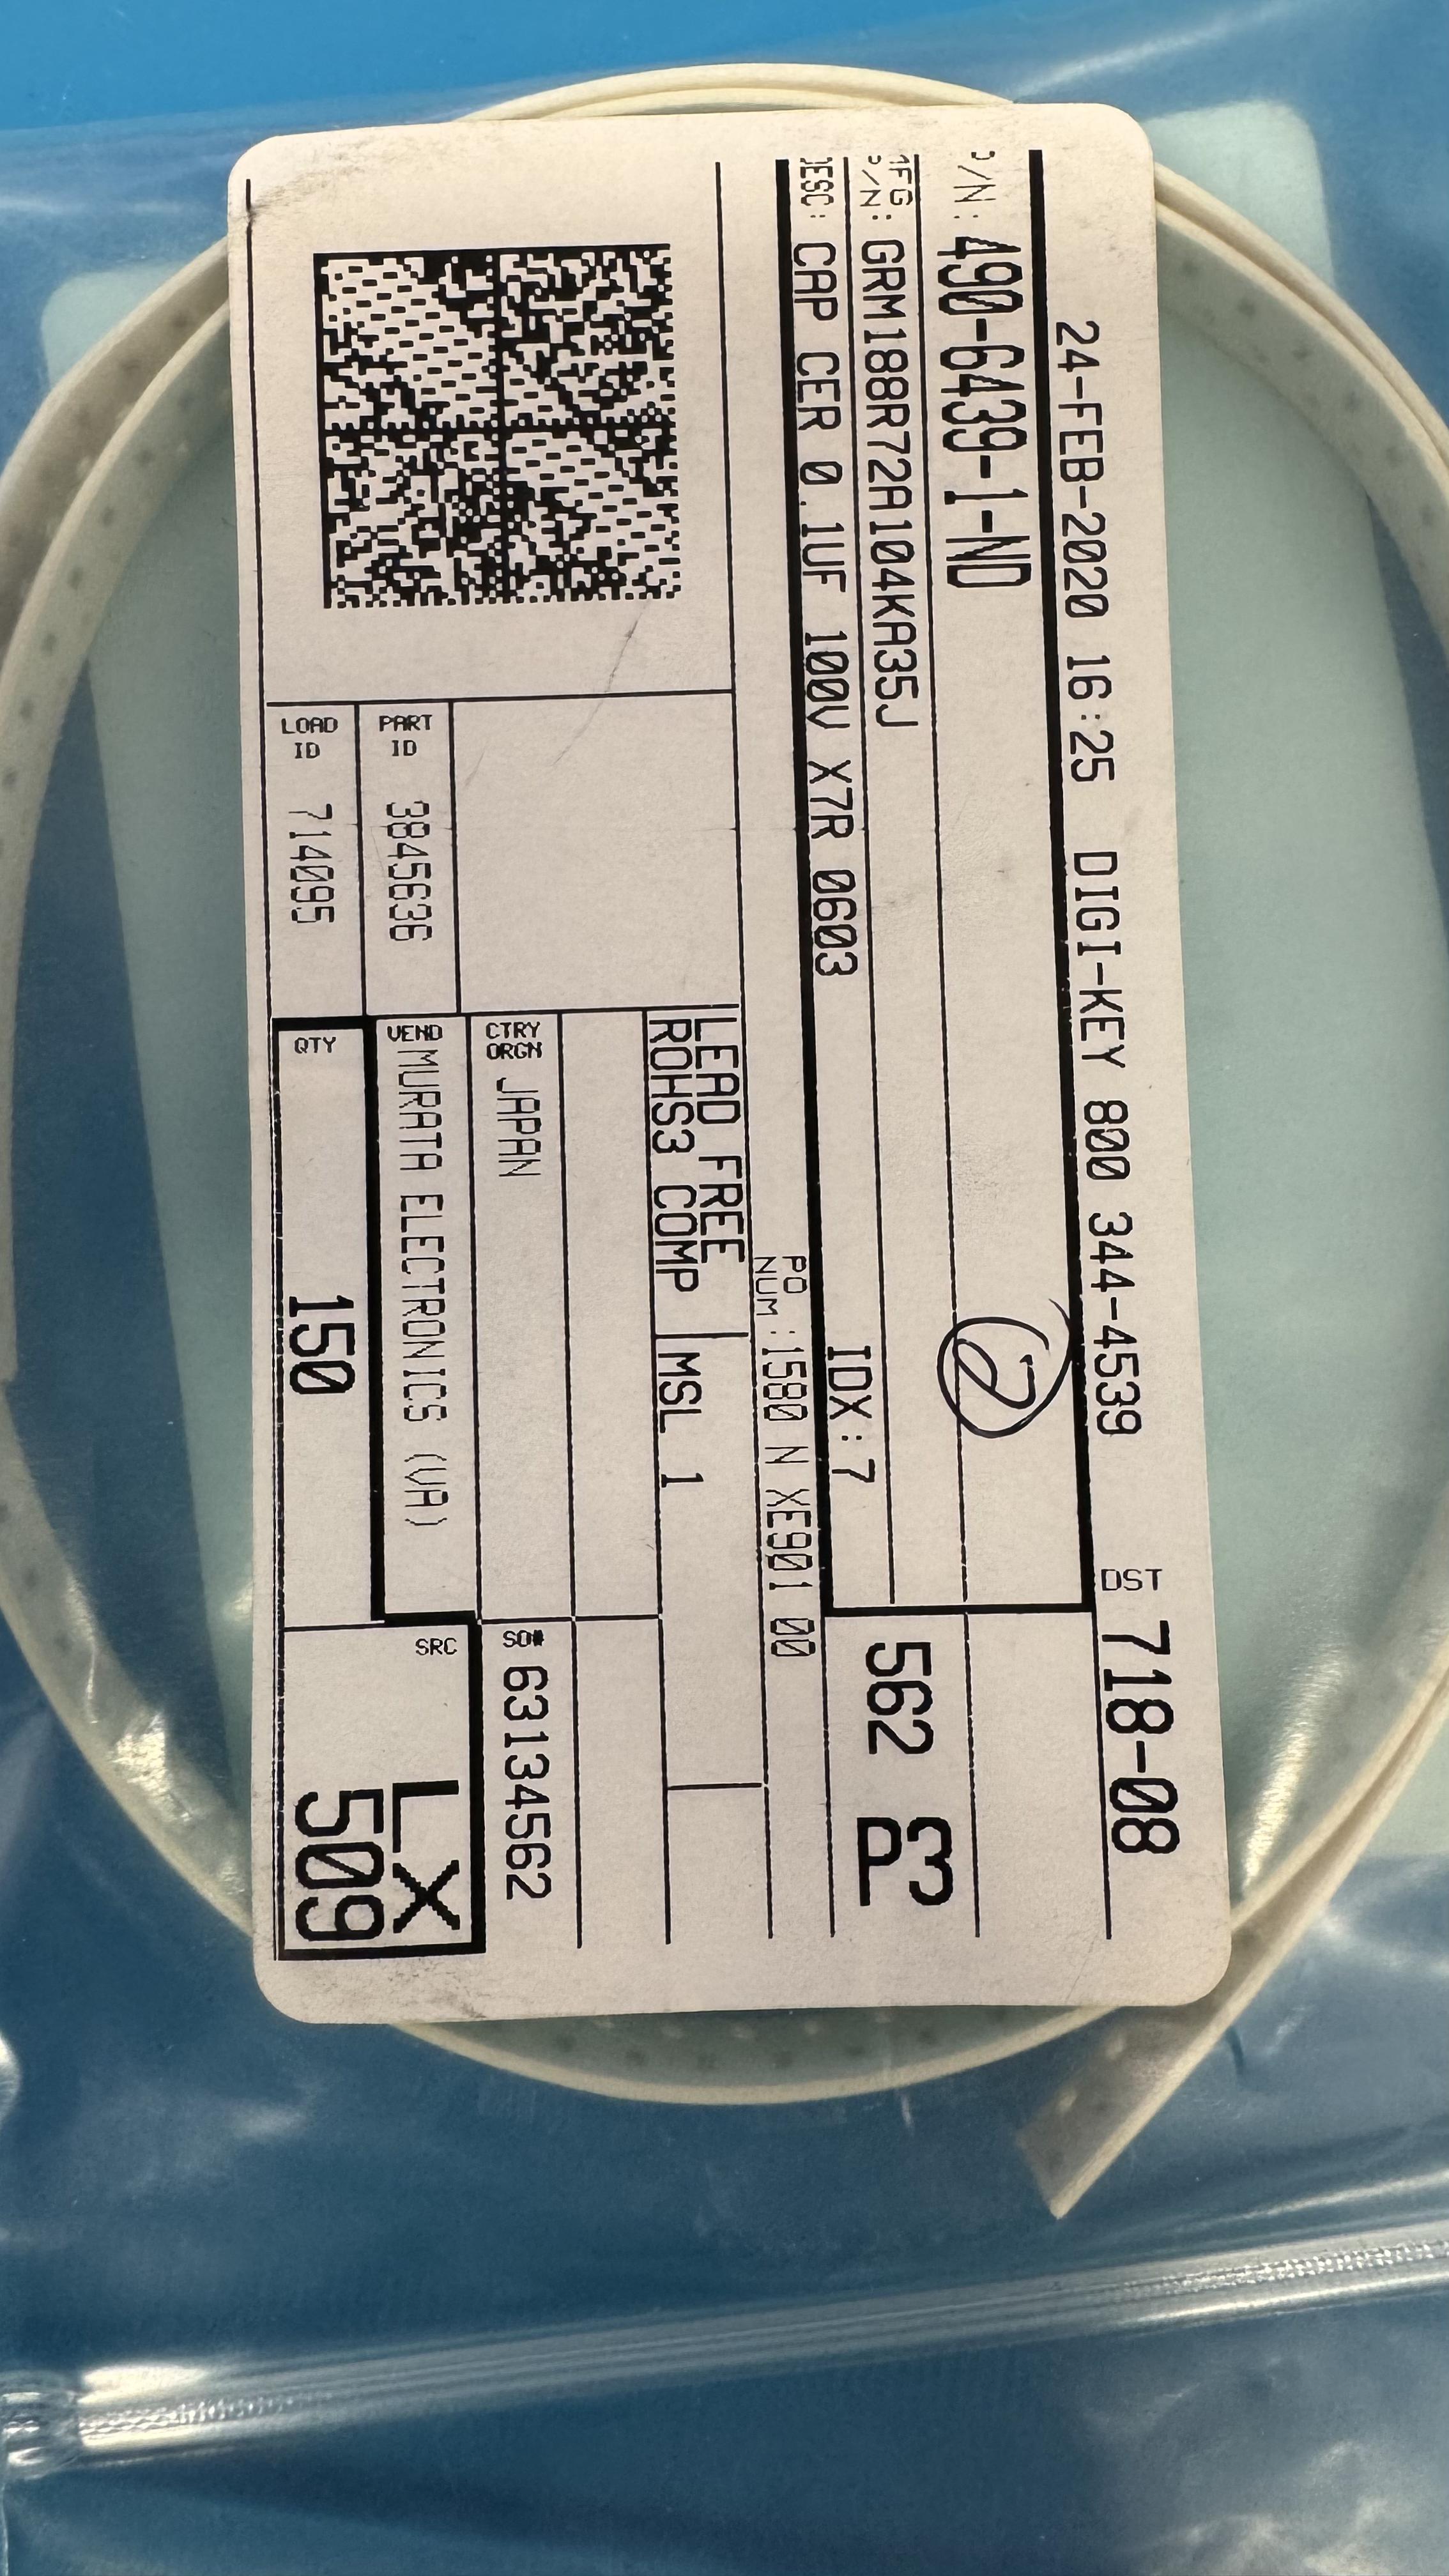 24-FEB-2020 16:25 DIGI-KEY 800 344-4539 DST 718-08
P/N: 490-6439-1-ND
②
MFG P/N: GRM188R72A104KA35J
562 P3
DESC: CAP CER 0.1UF 100V X7R 0603 IDX:7
PO NUM :1580 N XE901 00
LEAD FREE
ROHS3 COMP
MSL 1
CTRY ORGN JAPAN
SO# 63134562
PART ID 3845636
VEND MURATA ELECTRONICS (VA)
LOAD ID 714095
QTY 150
SRC LX
509